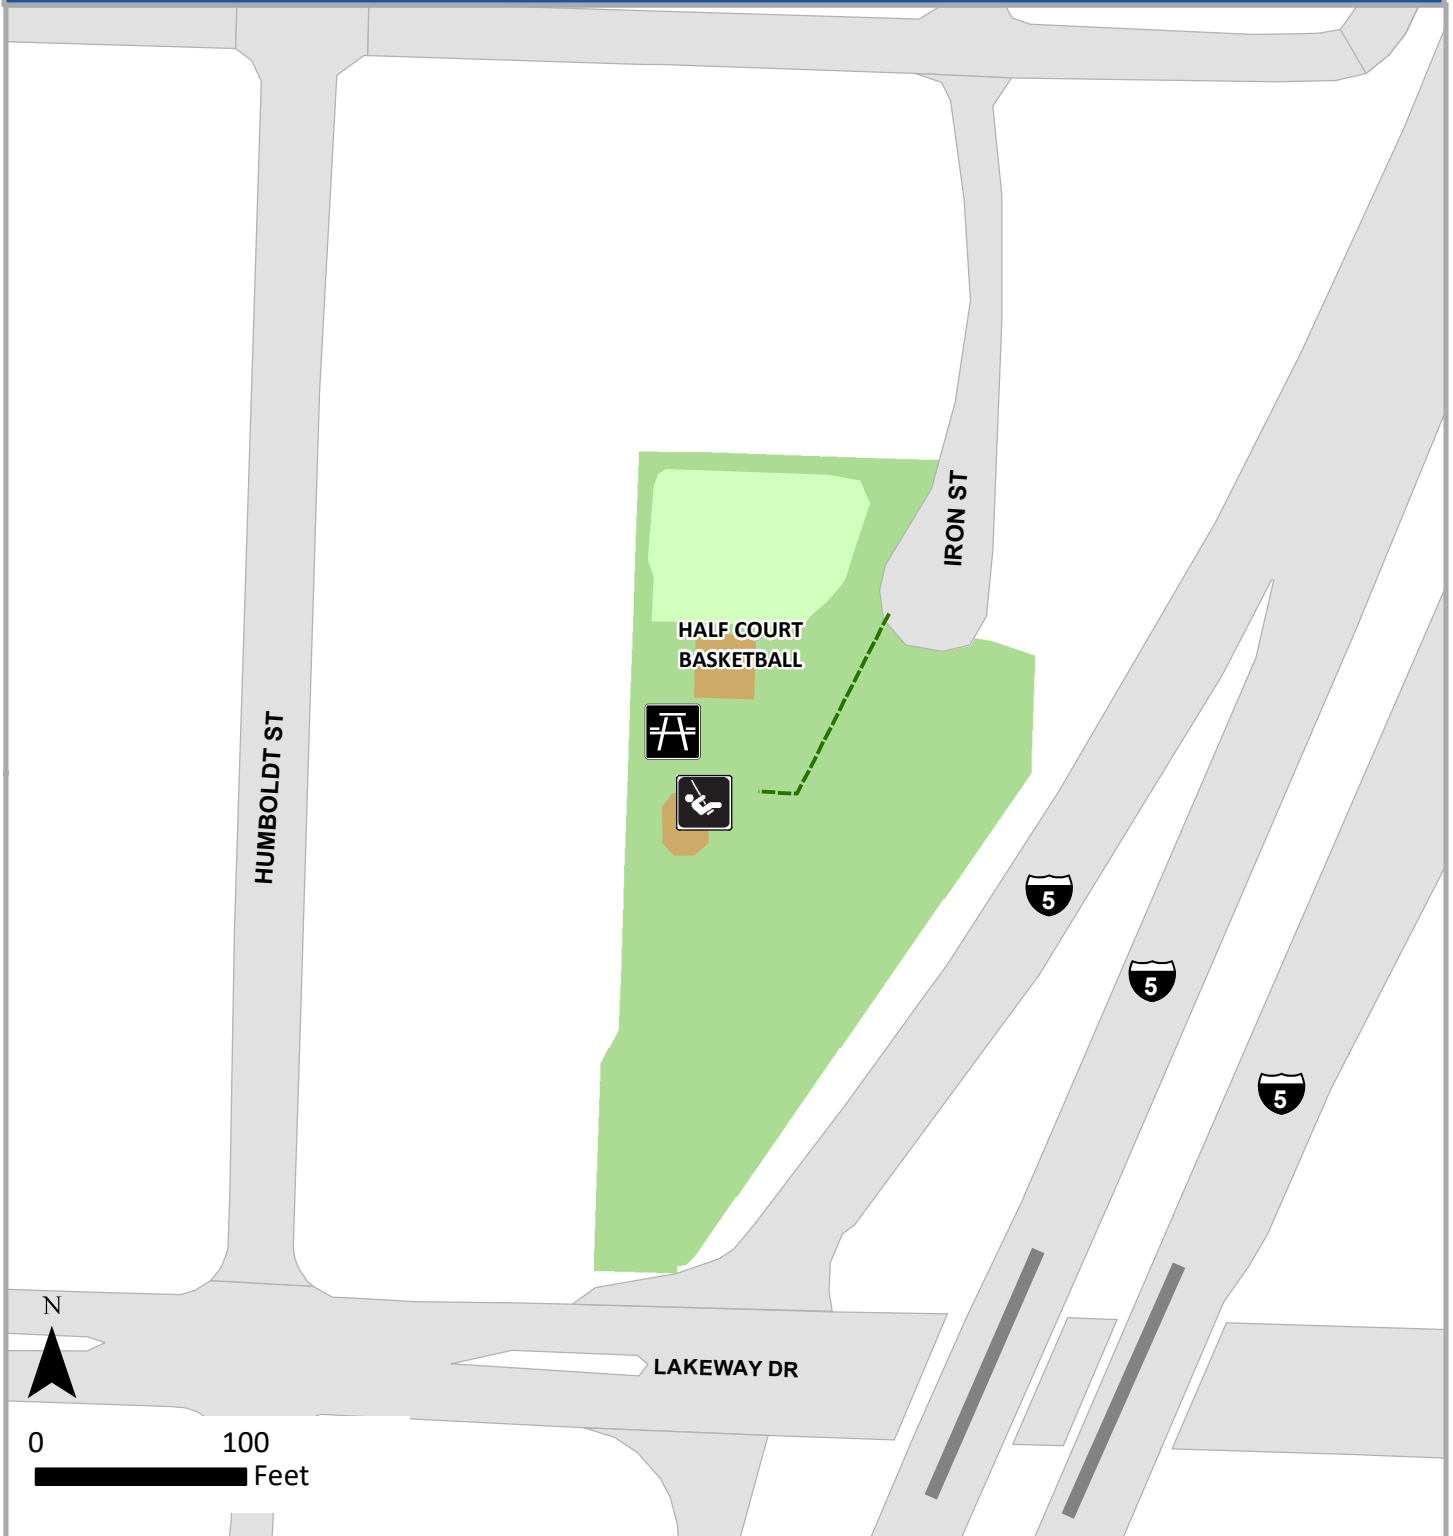 IRON ST
HALF COURT
BASKETBALL
HUMBOLDT ST
5
5
5
N
LAKEWAY DR
0 100
Feet